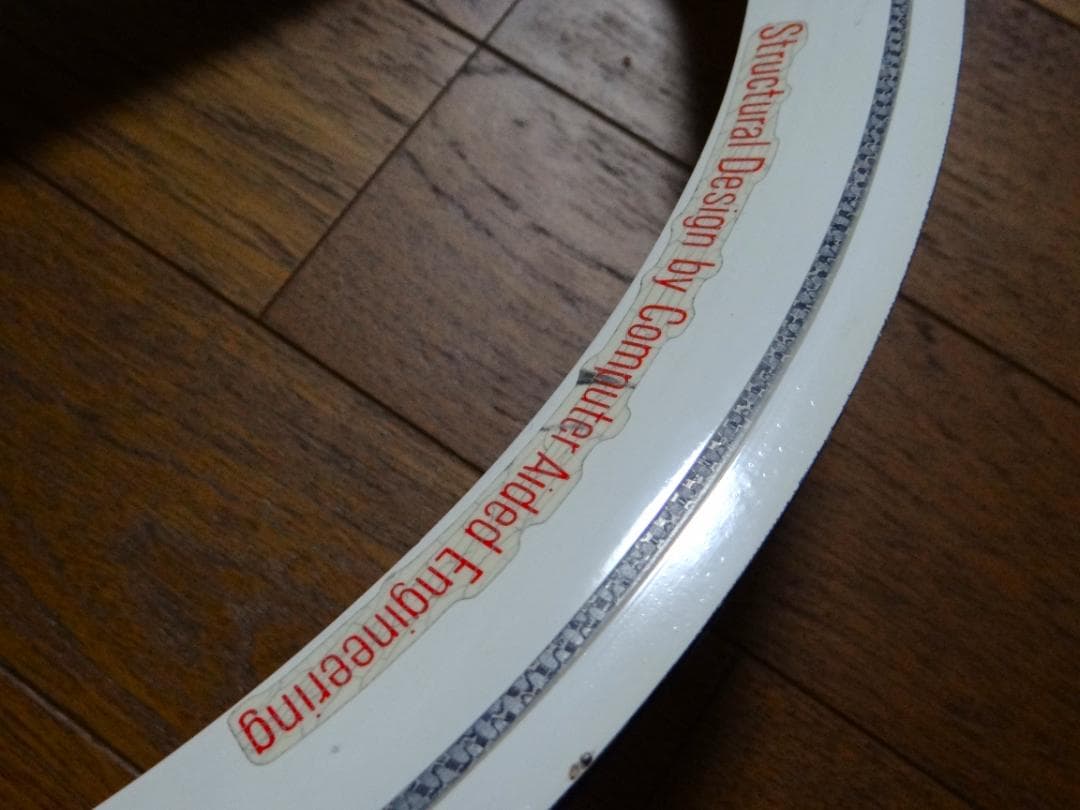 Structural Design by Computer Aided Engineering